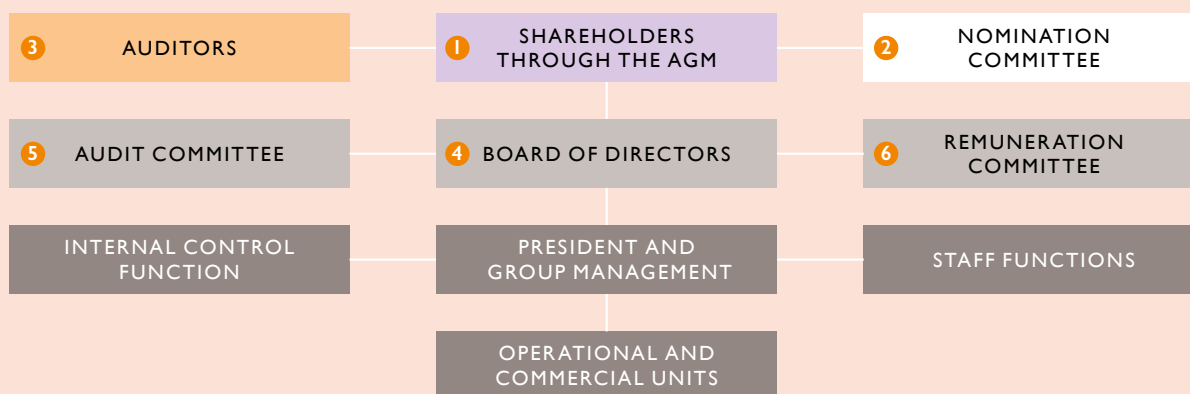 3 AUDITORS
1 SHAREHOLDERS
THROUGH THE AGM
2 NOMINATION
COMMITTEE
5 AUDIT COMMITTEE
4 BOARD OF DIRECTORS
6 REMUNERATION
COMMITTEE
INTERNAL CONTROL
FUNCTION
PRESIDENT AND
GROUP MANAGEMENT
STAFF FUNCTIONS
OPERATIONAL AND
COMMERCIAL UNITS